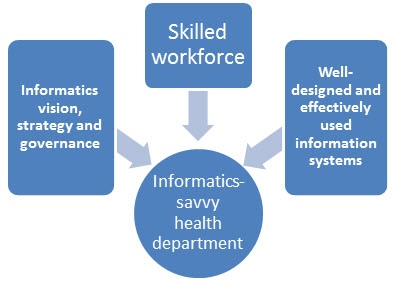 Skilled
workforce
Informatics
vision,
strategy and
governance
Well-
designed and
effectively
used
information
systems
Informatics-
savvy
health
department